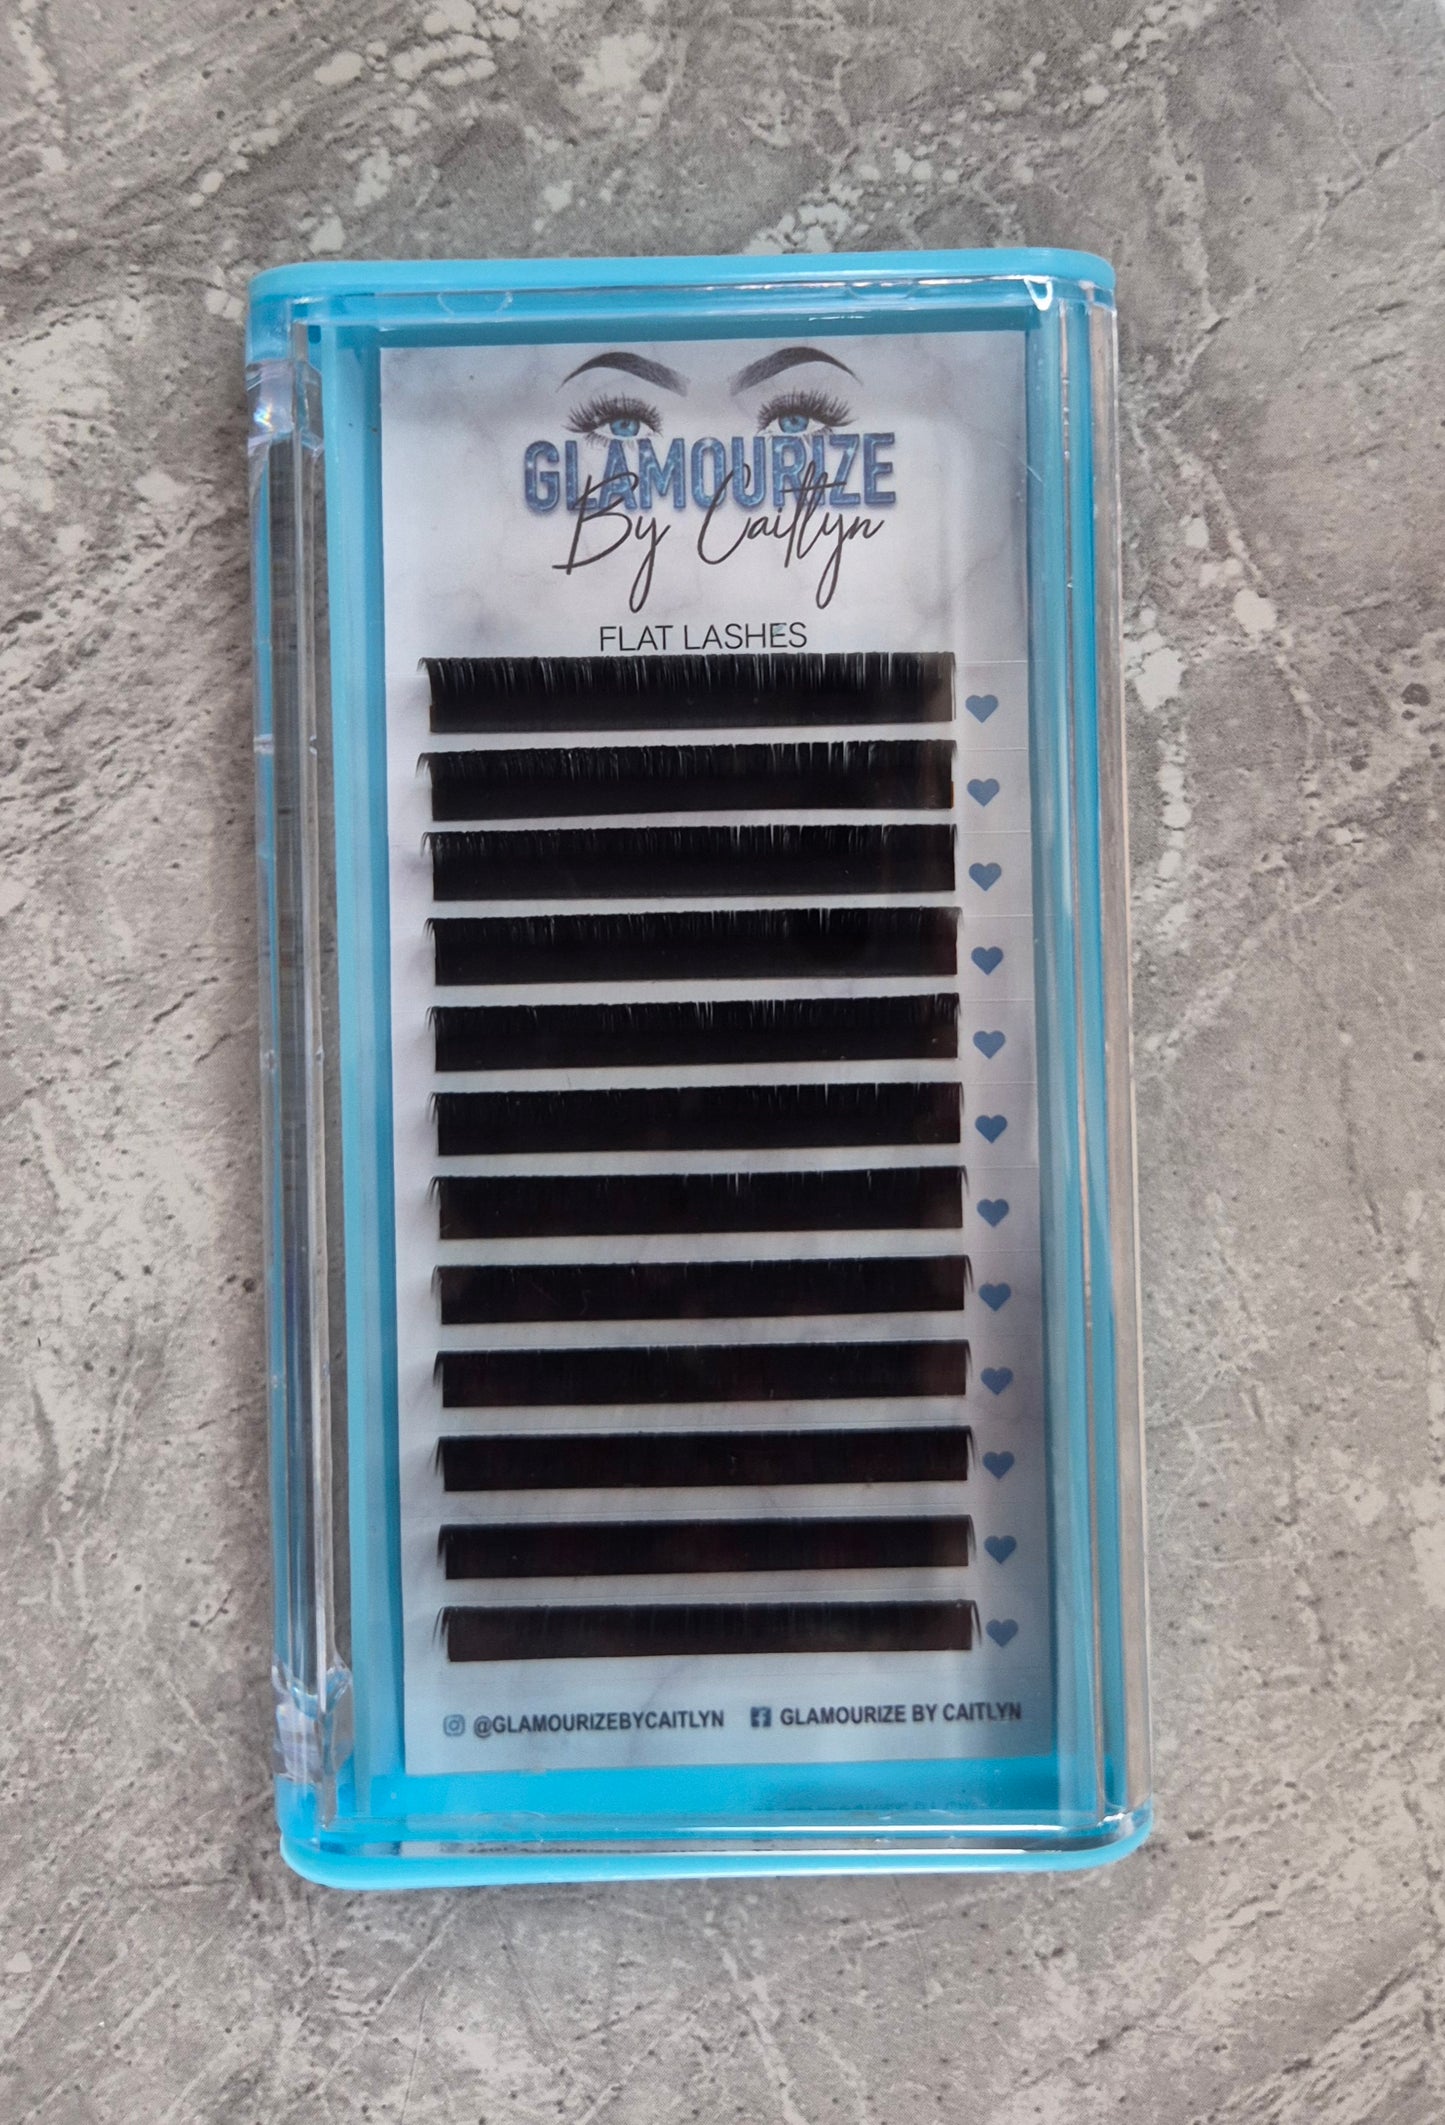 GLAMOURIZE
By Caitlyn
FLAT LASHES
@GLAMOURIZEBYCAITLYN GLAMOURIZE BY CAITLYN